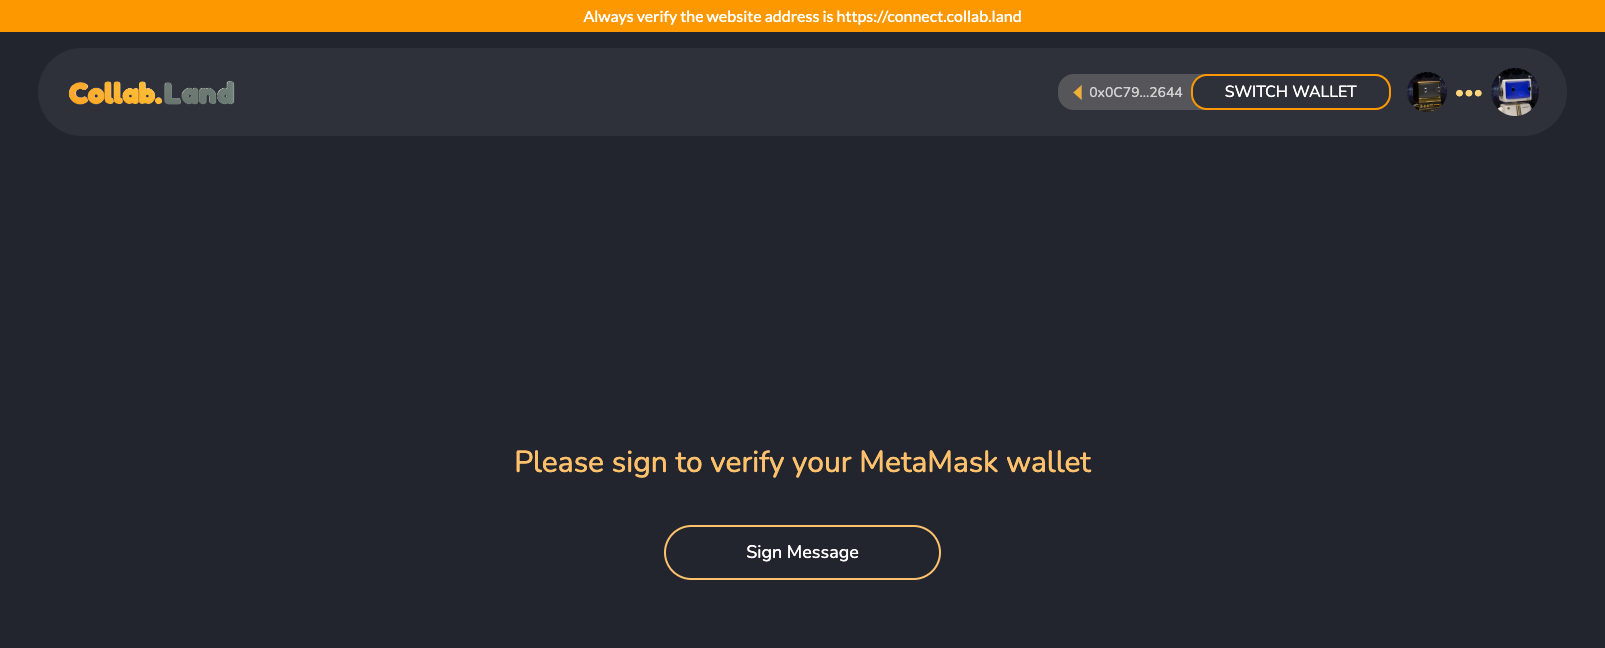 Always verify the website address is https://connect.collab.land
Collab.Land
0x0C79...2644
SWITCH WALLET
Please sign to verify your MetaMask wallet
Sign Message